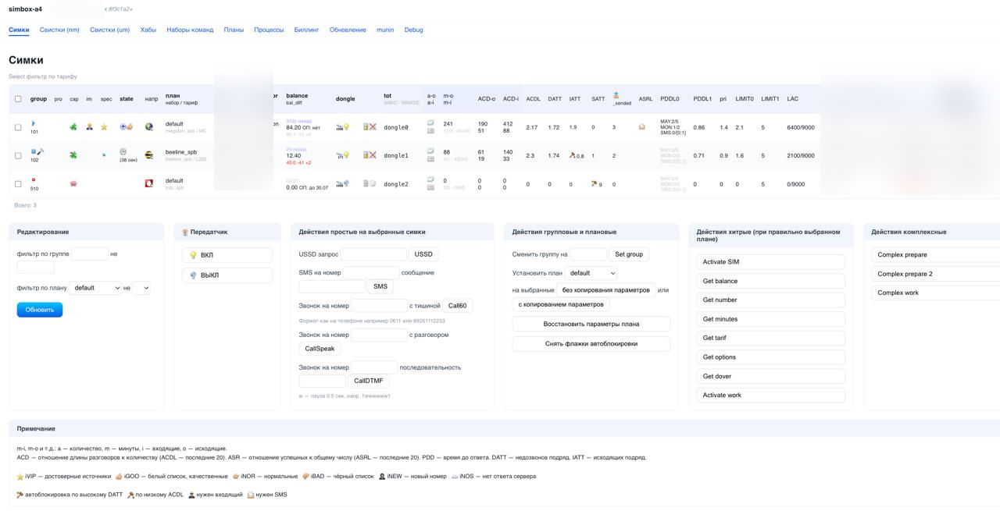 simbox-a4 x 8f3c1a2+
Симки Свистки (nm) Свистки (um) Хабы Наборы команд Планы Процессы Биллинг Обновление munin Debug
Симки
Select фильтр по тарифу
group pro cap im spec state напр план набор / тариф balance bal_diff dongle tot a-o a-i m-o m-i ACD-o ACD-i ACDL DATT IATT SATT _sended ASRL PDDL0 PDDL1 pri LIMIT0 LIMIT1 LAC
101 default megafon_spb / MC 312с назад 84.20 ОП: нет dongle0 241 190 51 412 88 2.17 1.72 1.9 0 3 MAY:2/5 MON:1/2 SMS:0/[0;1] 0.86 1.4 2.1 5 6400/9000
102 (38 сек) beeline_spb beeline_spb / L200 2ч назад 12.40 40.0 -41 +2 dongle1 88 61 19 140 33 2.3 1.74 0.8 1 2 MAY:0/5 MON:0/2 SMS:0/[0;1] 0.71 0.9 1.6 5 2100/9000
510 default mts_spb 0.00 ОП: до 30.07 dongle2 0 0 0 0 0 0 0 9 0 MAY:0/5 MON:0/2 SMS:0/[0;1] 0 0 0 5 0/9000
Всего: 3
Редактирование
фильтр по группе не
фильтр по плану default не
Обновить
Передатчик
ВКЛ
ВЫКЛ
Действия простые на выбранные симки
USSD запрос USSD
SMS на номер сообщение
SMS
Звонок на номер с тишиной Call60
Формат как на телефоне например 0611 или 89261112233
Звонок на номер с разговором
CallSpeak
Звонок на номер последовательность
CallDTMF
w — пауза 0.5 сек, напр. 1wwwwww1
Действия групповые и плановые
Сменить группу на Set group
Установить план default
на выбранные без копирования параметров или
с копированием параметров
Восстановить параметры плана
Снять флажки автоблокировки
Действия хитрые (при правильно выбранном
плане)
Activate SIM
Get balance
Get number
Get minutes
Get tarif
Get options
Get dover
Activate work
Действия комплексные
Complex prepare
Complex prepare 2
Complex work
Примечание
m-i, m-o и т.д.: a — количество, m — минуты, i — входящие, o — исходящие.
ACD — отношение длины разговоров к количеству (ACDL — последние 20). ASR — отношение успешных к общему числу (ASRL — последние 20). PDD — время до ответа. DATT — недозвонов подряд. IATT — исходящих подряд.
iVIP — достоверные источники iGOO — белый список, качественные iNOR — нормальные iBAD — чёрный список iNEW — новый номер iNOS — нет ответа сервера
автоблокировка по высокому DATT по низкому ACDL нужен входящий нужен SMS